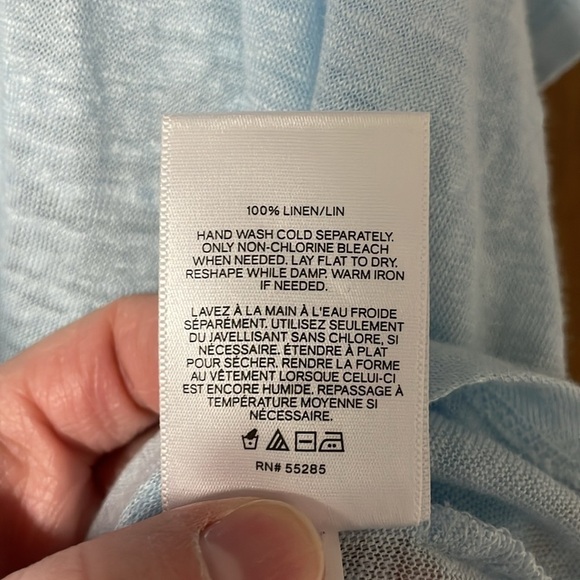 100% LINEN/LIN
HAND WASH COLD SEPARATELY.
ONLY NON-CHLORINE BLEACH
WHEN NEEDED. LAY FLAT TO DRY.
RESHAPE WHILE DAMP. WARM IRON
IF NEEDED.
LAVEZ À LA MAIN À L'EAU FROIDE
SÉPARÉMENT. UTILISEZ SEULEMENT
DU JAVELLISANT SANS CHLORE, SI
NÉCESSAIRE. ÉTENDRE À PLAT
POUR SÉCHER. RENDRE LA FORME
AU VÊTEMENT LORSQUE CELUI-CI
EST ENCORE HUMIDE. REPASSAGE À
TEMPÉRATURE MOYENNE SI
NÉCESSAIRE.
RN# 55285